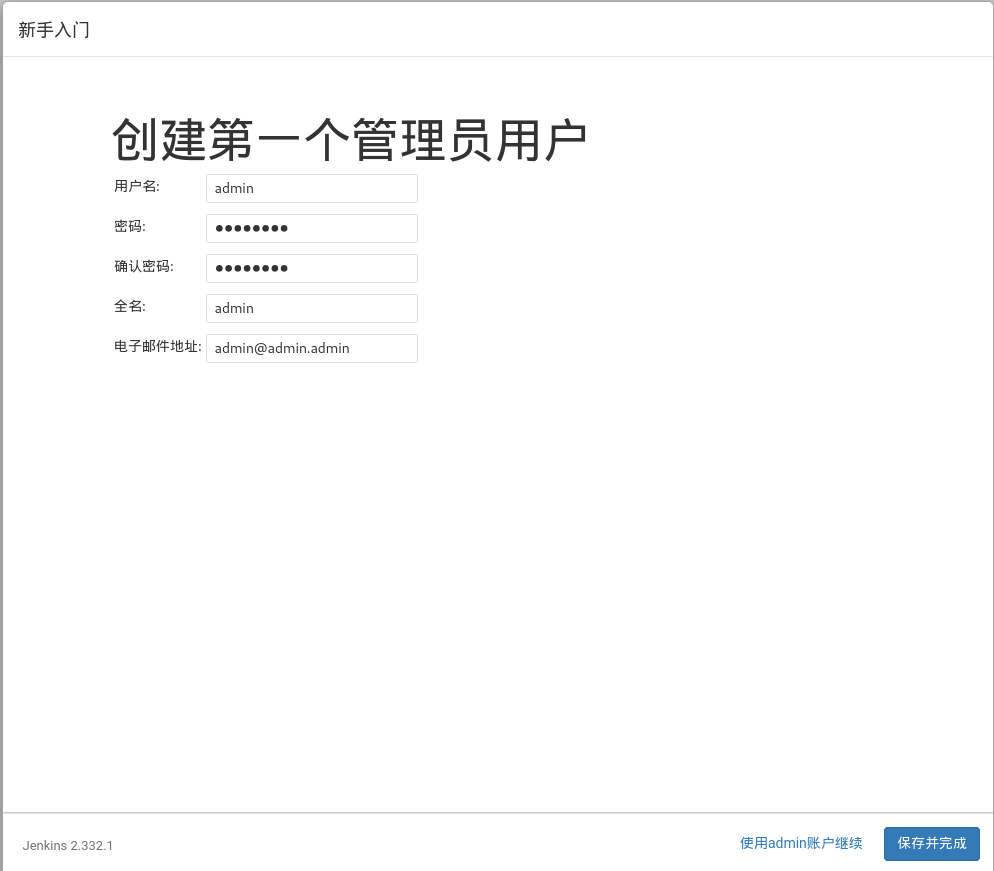 新手入门
创建第一个管理员用户
用户名: admin
密码: ●●●●●●●●
确认密码: ●●●●●●●●
全名: admin
电子邮件地址: admin@admin.admin
Jenkins 2.332.1 使用admin账户继续 保存并完成